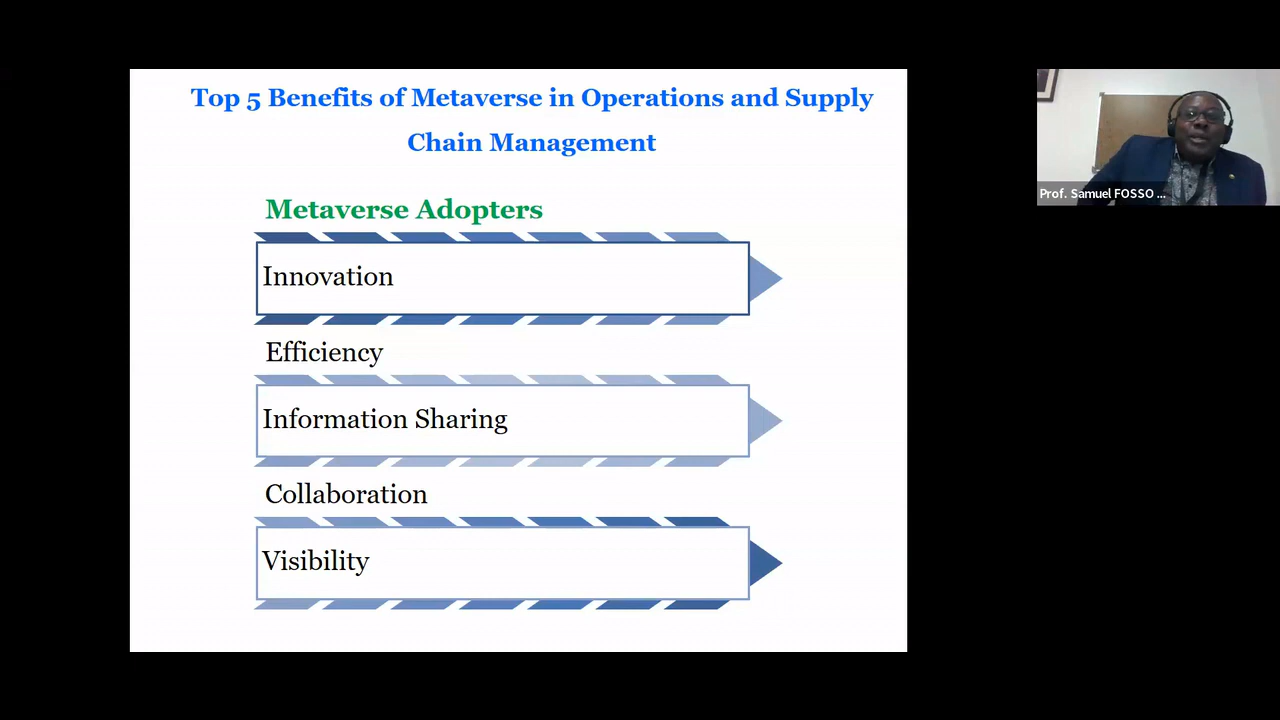 Top 5 Benefits of Metaverse in Operations and Supply
Chain Management
Metaverse Adopters
Innovation
Efficiency
Information Sharing
Collaboration
Visibility
Prof. Samuel FOSSO ...